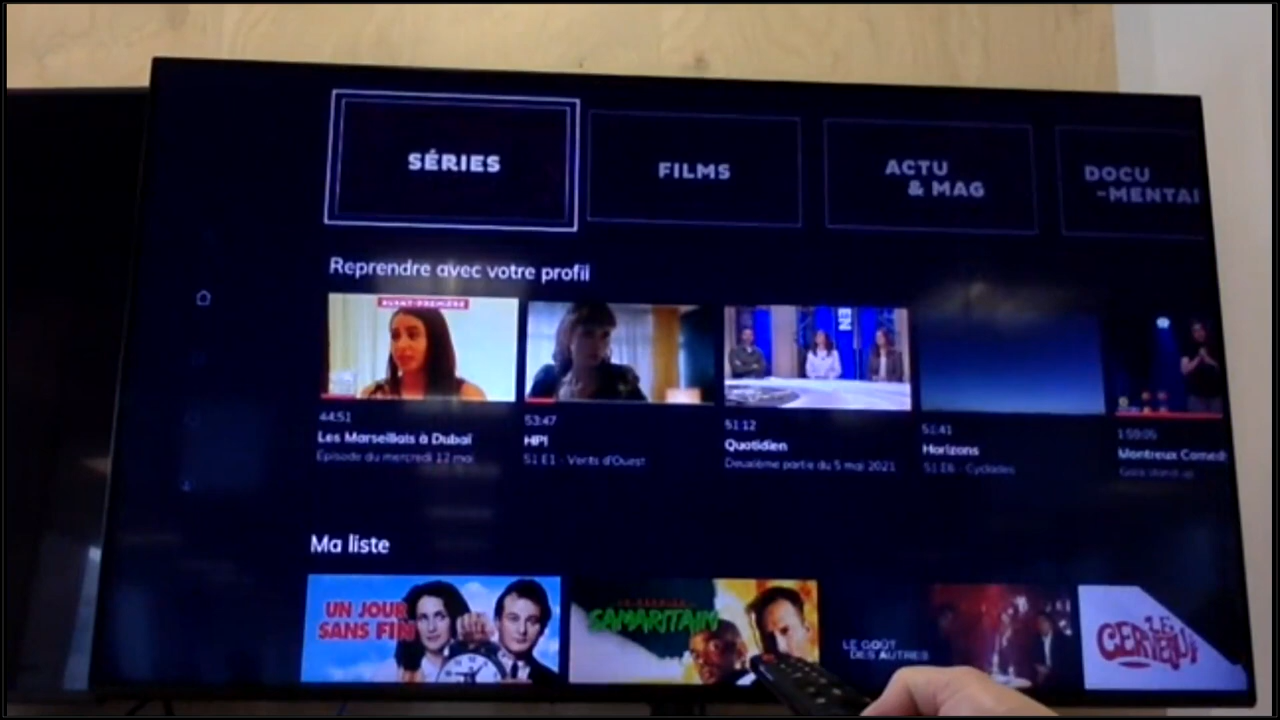 SÉRIES
FILMS
ACTU
& MAG
DOCU
-MENTAI
Reprendre avec votre profil
AVANT-PREMIÈRE
44:51
Les Marseillais à Dubaï
Episode du mercredi 12 mai
53:47
HPI
S1 E1 - Vents d'Ouest
51:12
Quotidien
Deuxième partie du 5 mai 2021
51:41
Horizons
S1 E6 - Cyclades
1:59:05
Montreux Comed
Ma liste
UN JOUR
SANS FIN
SAMARITAIN
LE GOÛT
DES AUTRES
LE
CERVEAU